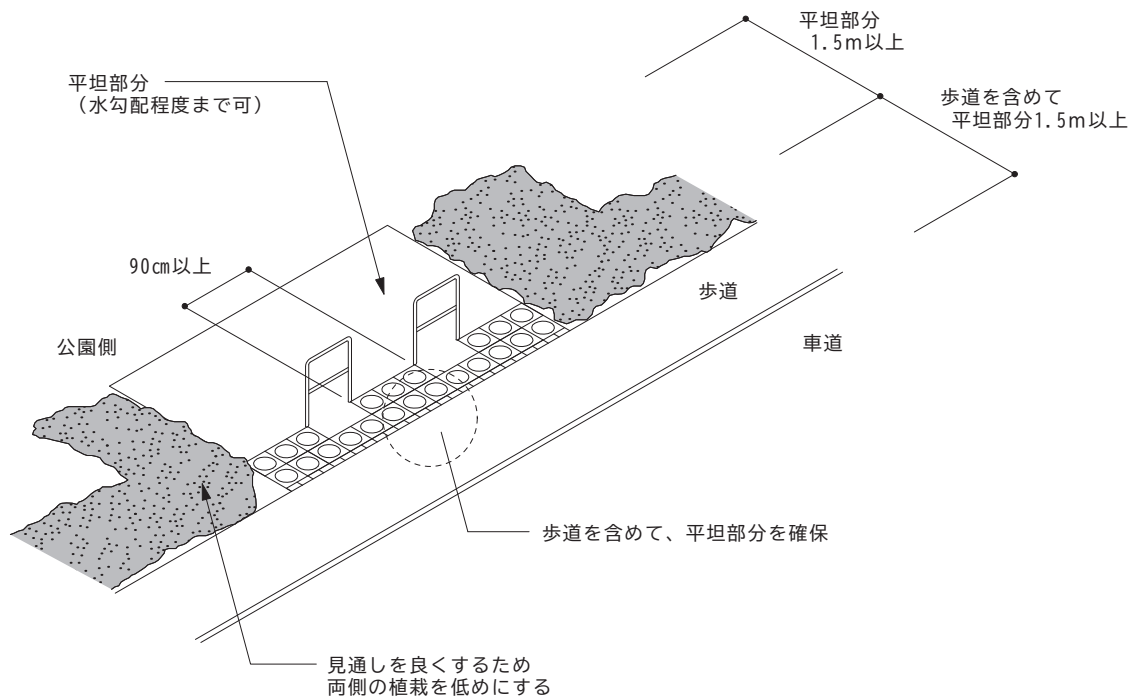 平坦部分
1.5m以上
平坦部分
(水勾配程度まで可)
歩道を含めて
平坦部分1.5m以上
90㎝以上
歩道
公園側
車道
歩道を含めて、平坦部分を確保
見通しを良くするため
両側の植栽を低めにする